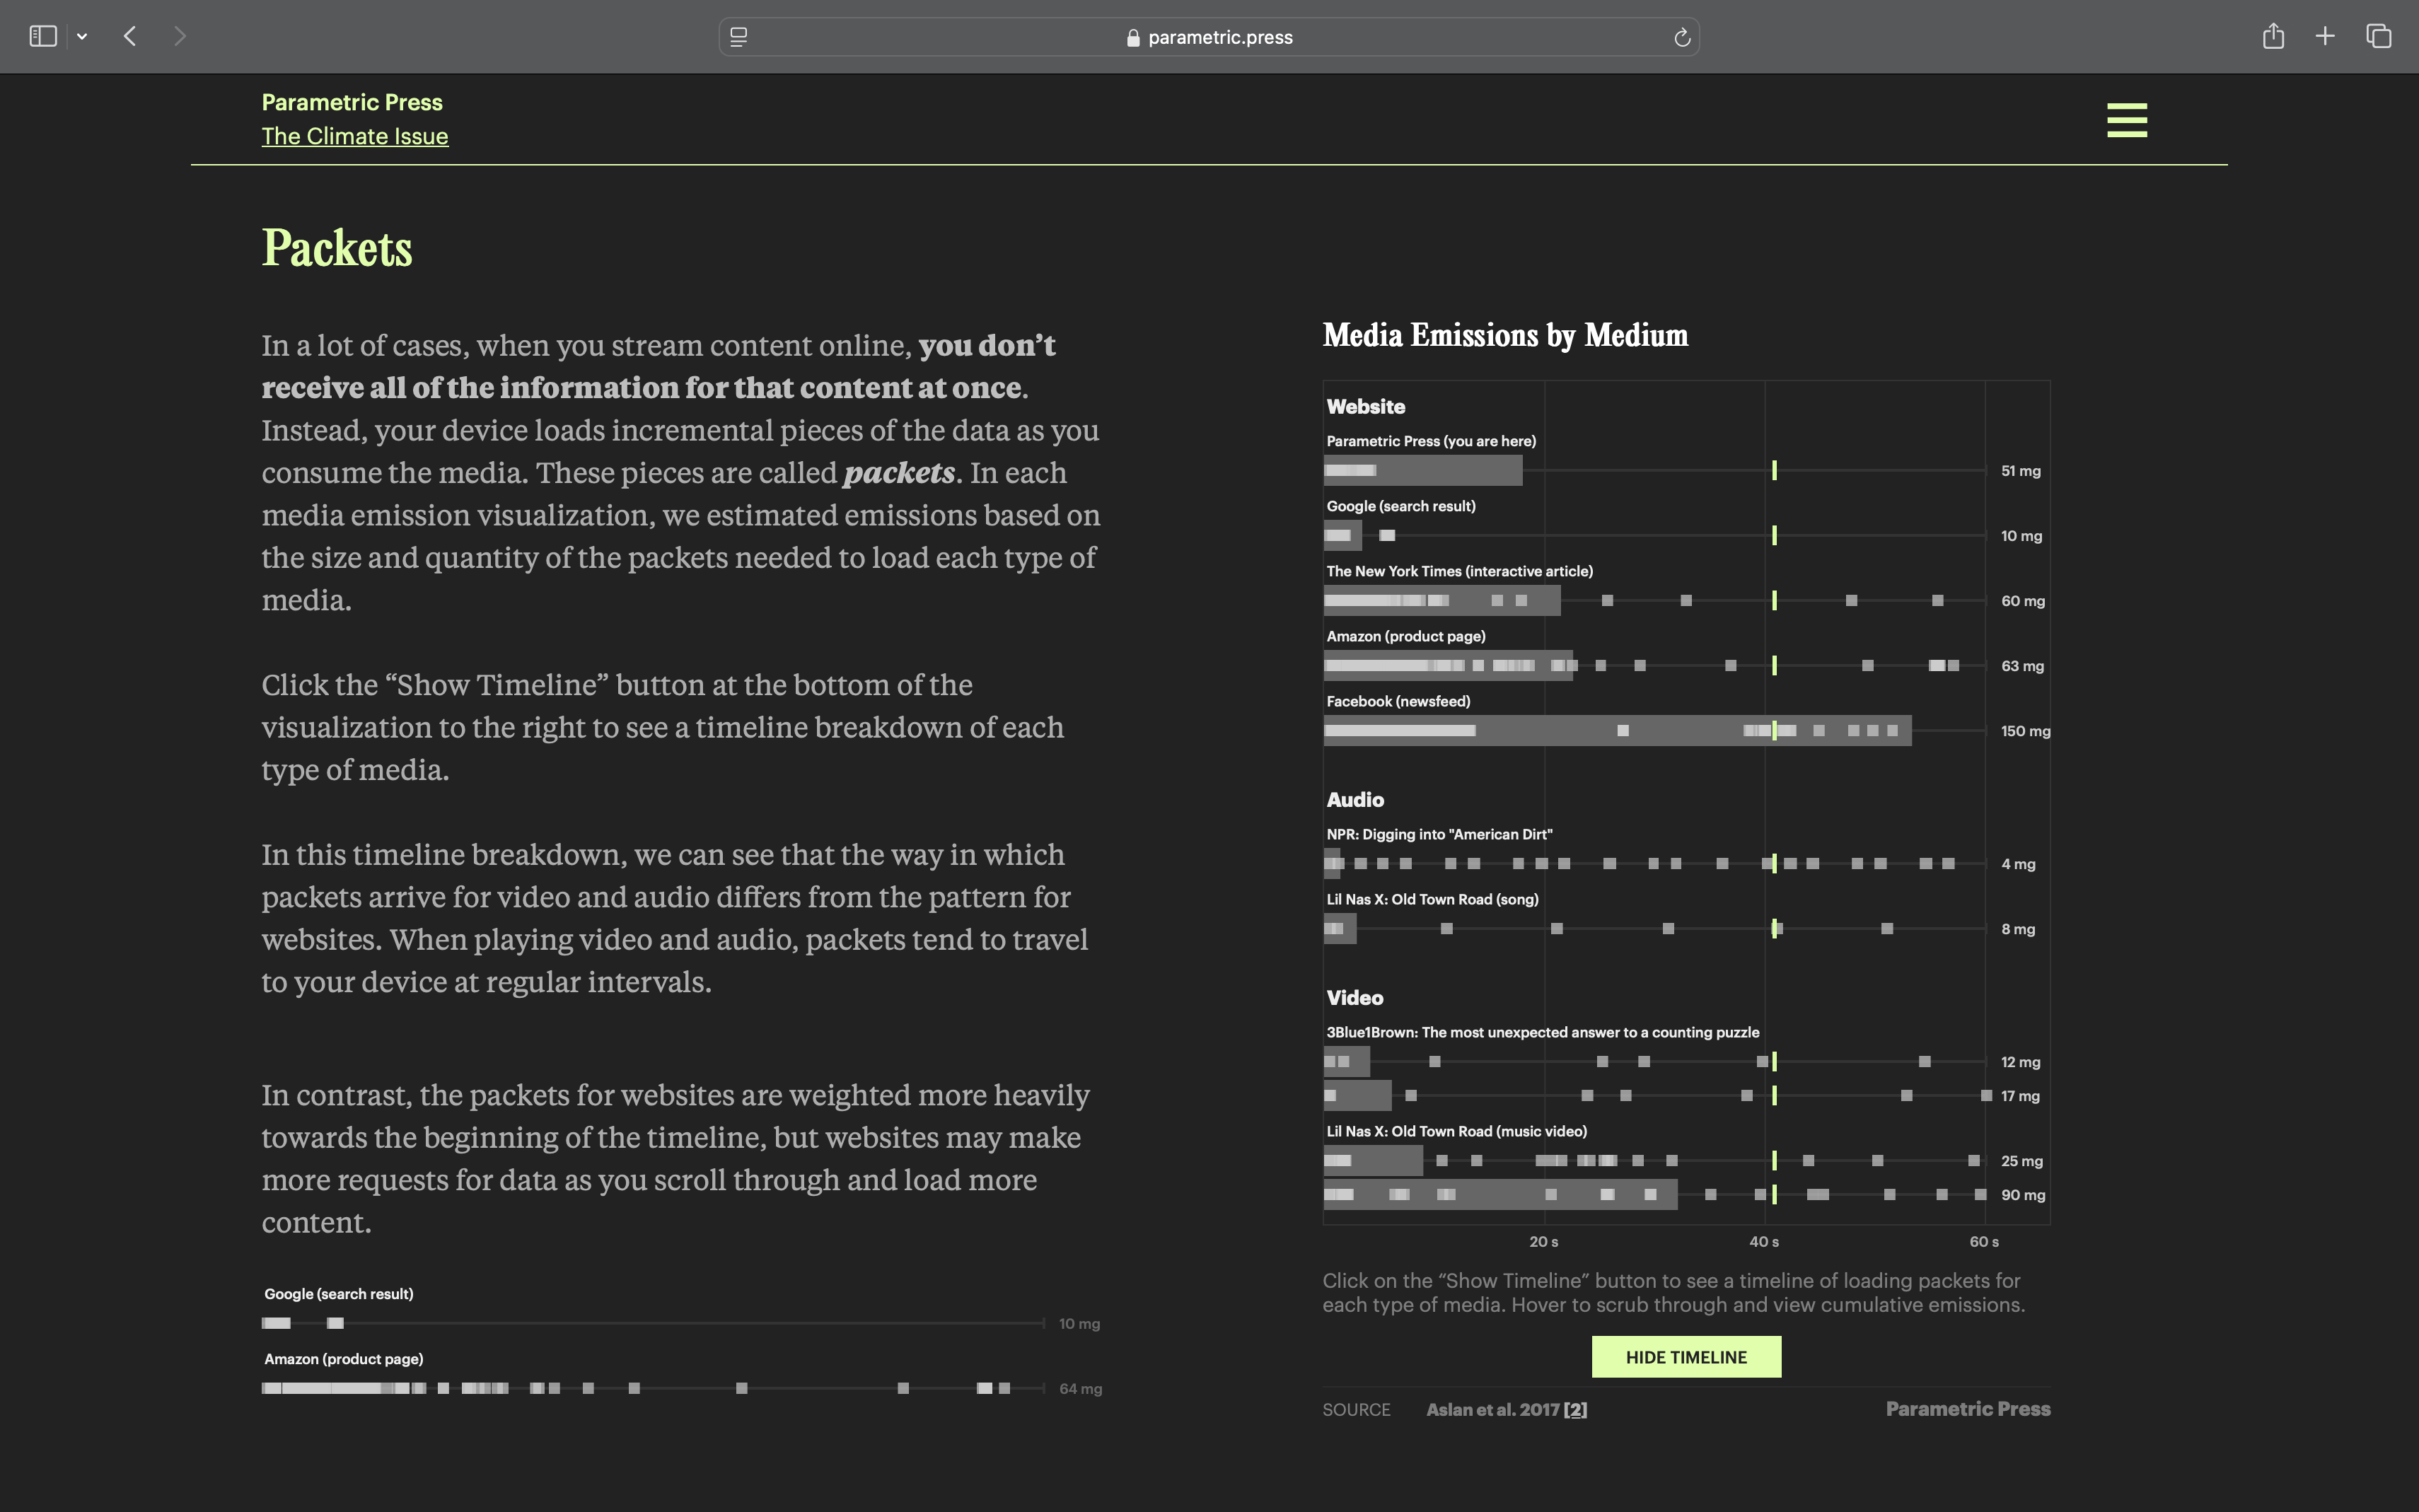 parametric.press
Parametric Press
The Climate Issue
Packets
In a lot of cases, when you stream content online, you don’t
receive all of the information for that content at once.
Instead, your device loads incremental pieces of the data as you
consume the media. These pieces are called packets. In each
media emission visualization, we estimated emissions based on
the size and quantity of the packets needed to load each type of
media.
Click the “Show Timeline” button at the bottom of the
visualization to the right to see a timeline breakdown of each
type of media.
In this timeline breakdown, we can see that the way in which
packets arrive for video and audio differs from the pattern for
websites. When playing video and audio, packets tend to travel
to your device at regular intervals.
In contrast, the packets for websites are weighted more heavily
towards the beginning of the timeline, but websites may make
more requests for data as you scroll through and load more
content.
Google (search result)
10 mg
Amazon (product page)
64 mg
Media Emissions by Medium
Website
Parametric Press (you are here)
51 mg
Google (search result)
10 mg
The New York Times (interactive article)
60 mg
Amazon (product page)
63 mg
Facebook (newsfeed)
150 mg
Audio
NPR: Digging into "American Dirt"
4 mg
Lil Nas X: Old Town Road (song)
8 mg
Video
3Blue1Brown: The most unexpected answer to a counting puzzle
12 mg
17 mg
Lil Nas X: Old Town Road (music video)
25 mg
90 mg
20 s 40 s 60 s
Click on the “Show Timeline” button to see a timeline of loading packets for
each type of media. Hover to scrub through and view cumulative emissions.
HIDE TIMELINE
SOURCE Aslan et al. 2017 [2] Parametric Press